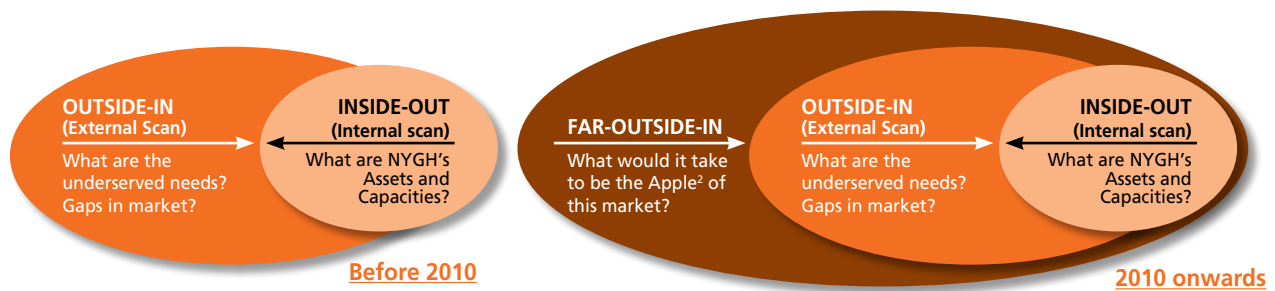 OUTSIDE-IN
(External Scan)
What are the
underserved needs?
Gaps in market?
INSIDE-OUT
(Internal scan)
What are NYGH’s
Assets and
Capacities?
Before 2010
FAR-OUTSIDE-IN
What would it take
to be the Apple² of
this market?
OUTSIDE-IN
(External Scan)
What are the
underserved needs?
Gaps in market?
INSIDE-OUT
(Internal scan)
What are NYGH’s
Assets and
Capacities?
2010 onwards